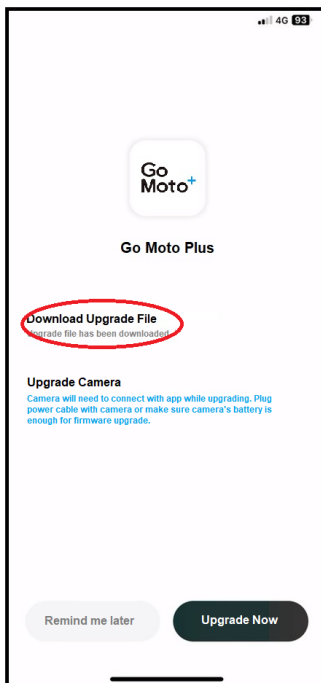 4G 93
Go
Moto+
Go Moto Plus
Download Upgrade File
Upgrade file has been downloaded
Upgrade Camera
Camera will need to connect with app while upgrading. Plug
power cable with camera or make sure camera's battery is
enough for firmware upgrade.
Remind me later Upgrade Now